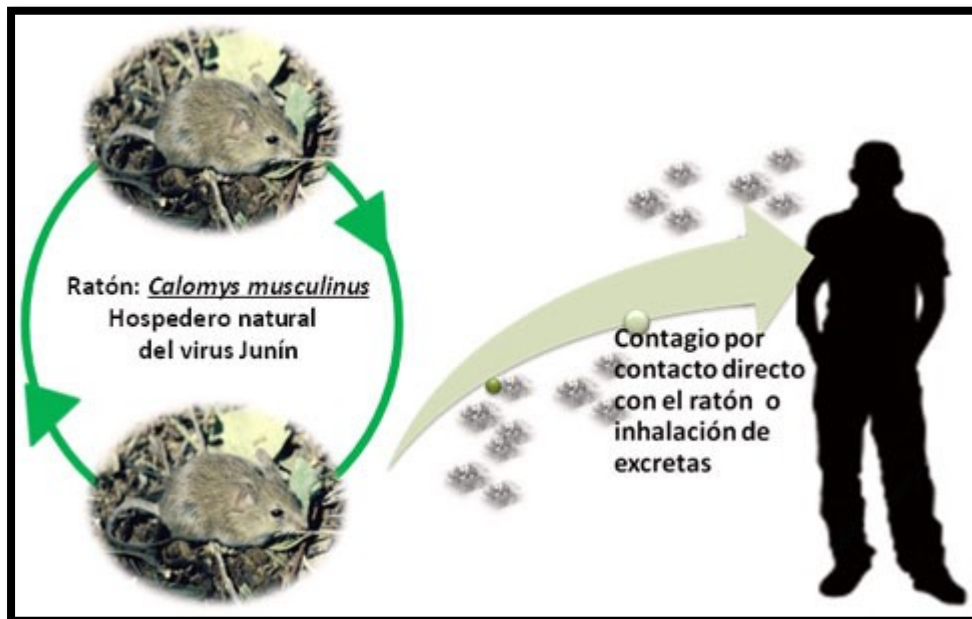 Ratón: Calomys musculinus
Hospedero natural
del virus Junín
Contagio por
contacto directo
con el ratón o
inhalación de
excretas